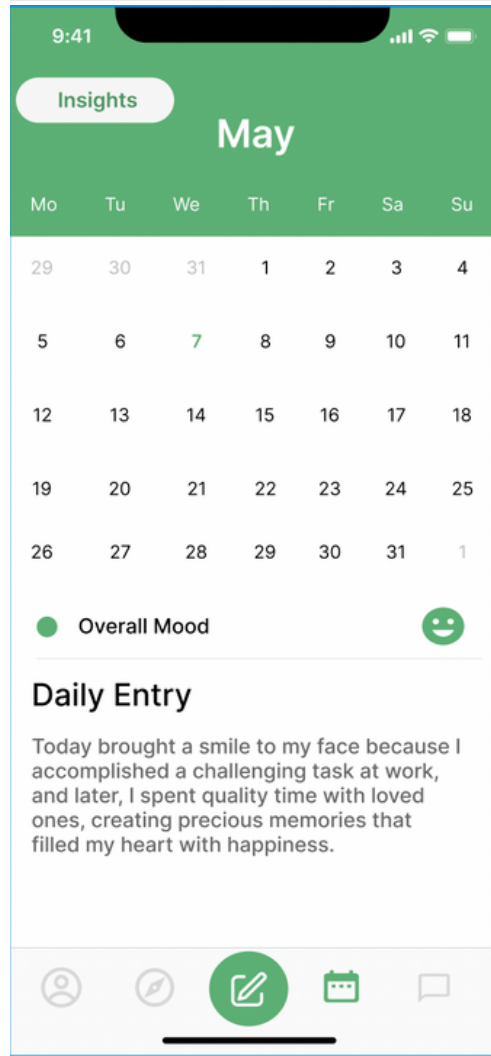 9:41
Insights
May
Mo Tu We Th Fr Sa Su
29 30 31 1 2 3 4
5 6 7 8 9 10 11
12 13 14 15 16 17 18
19 20 21 22 23 24 25
26 27 28 29 30 31 1
Overall Mood
Daily Entry
Today brought a smile to my face because I
accomplished a challenging task at work,
and later, I spent quality time with loved
ones, creating precious memories that
filled my heart with happiness.